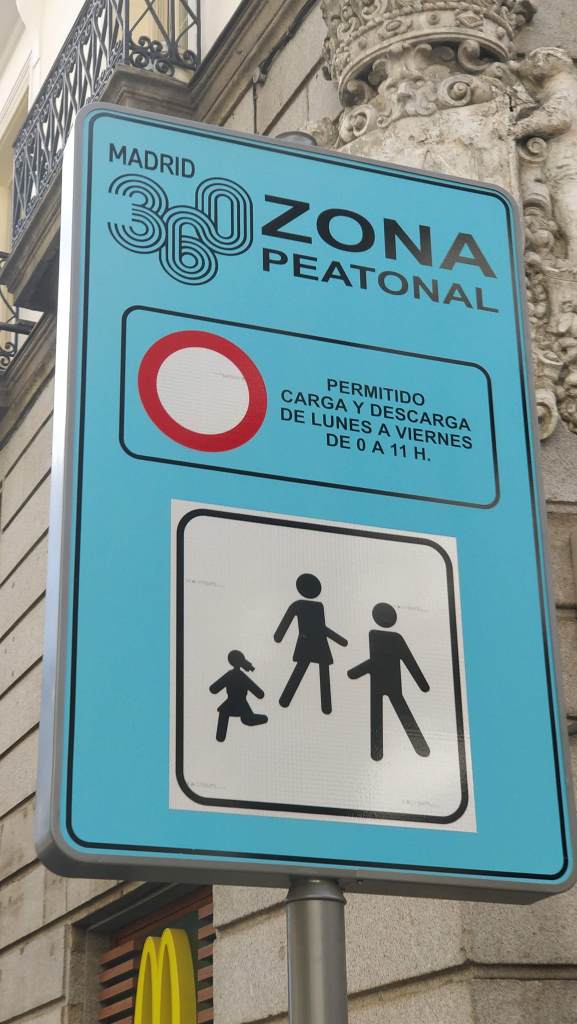 MADRID
360
ZONA
PEATONAL
PERMITIDO
CARGA Y DESCARGA
DE LUNES A VIERNES
DE 0 A 11 H.